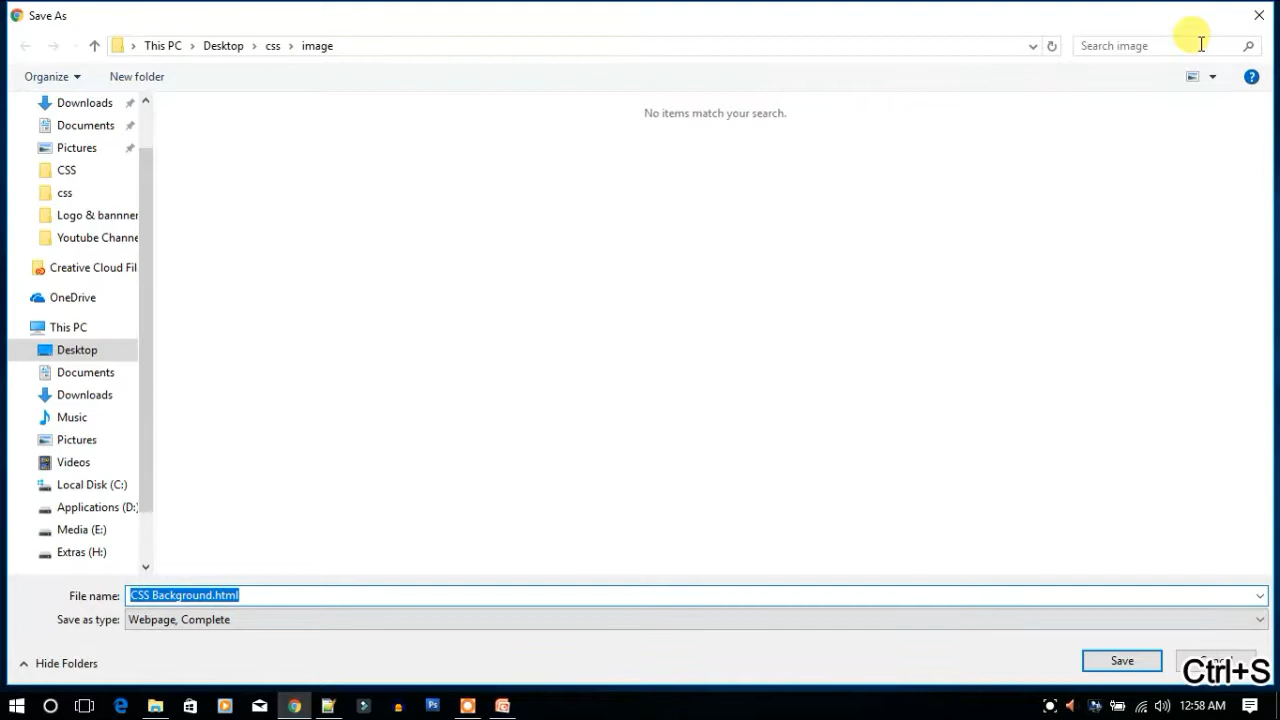 Save As
This PC > Desktop > css > image
Search image
Organize
New folder
No items match your search.
Downloads
Documents
Pictures
CSS
css
Logo & bannner
Youtube Channe
Creative Cloud Fil
OneDrive
This PC
Desktop
Documents
Downloads
Music
Pictures
Videos
Local Disk (C:)
Applications (D:)
Media (E:)
Extras (H:)
File name: CSS Background.html
Save as type: Webpage, Complete
Hide Folders
Save
Ctrl+S
12:58 AM